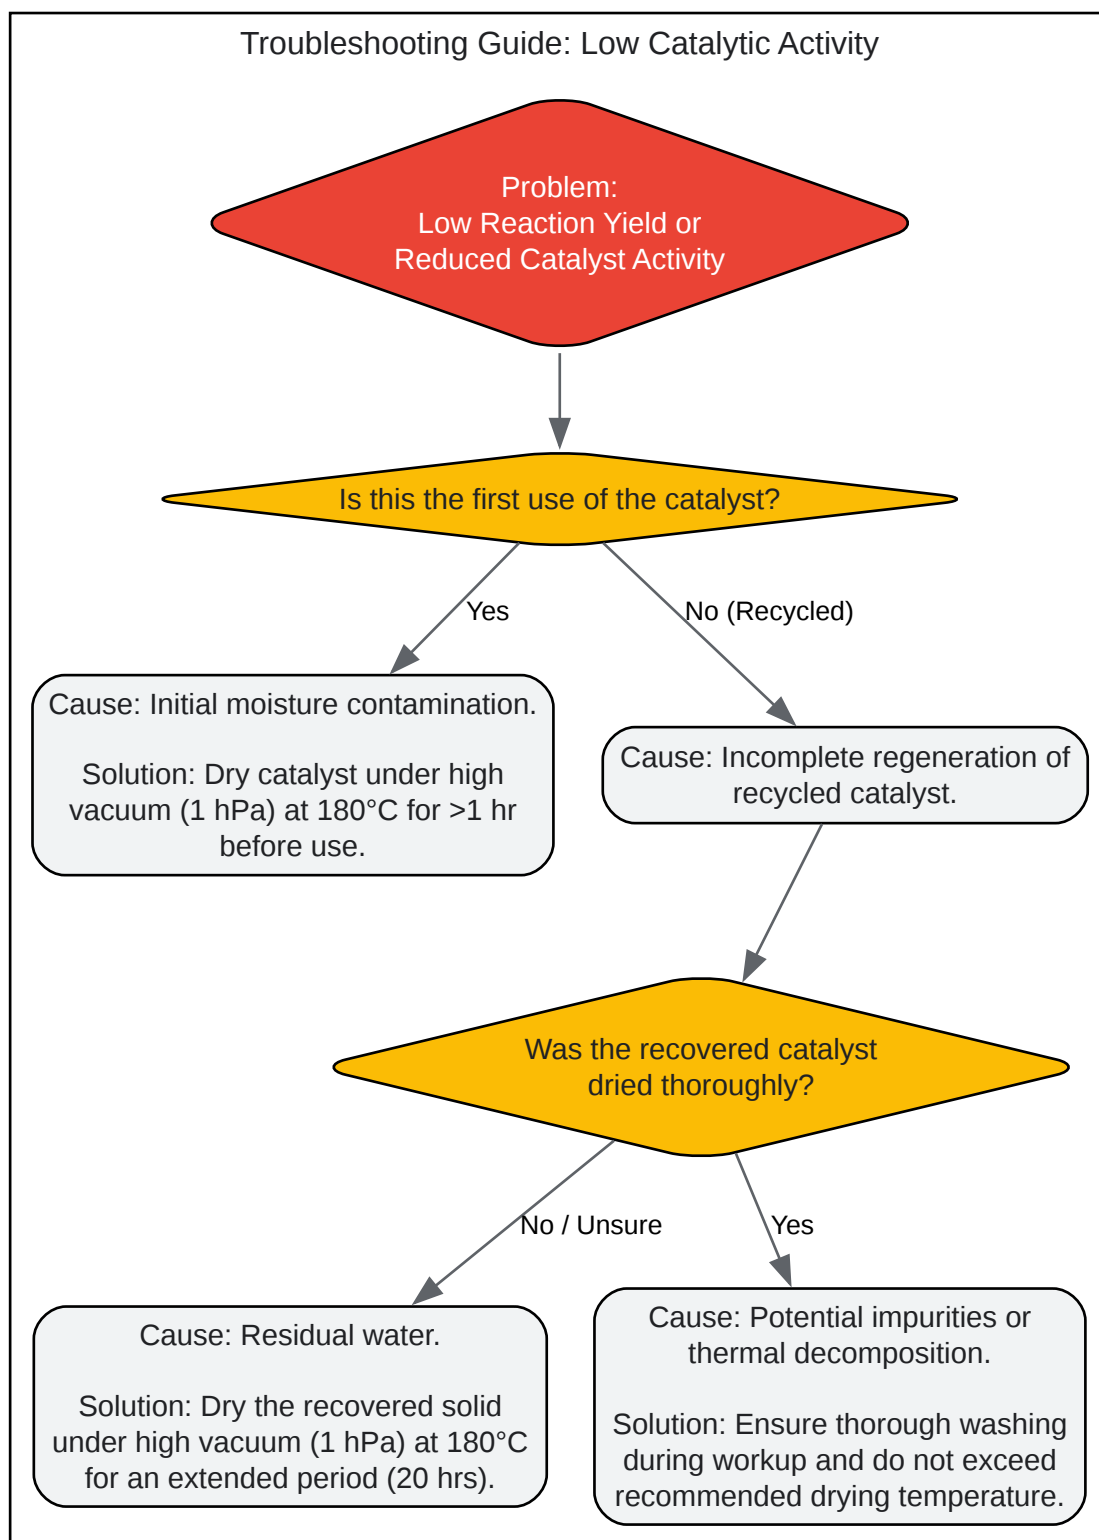 Troubleshooting Guide: Low Catalytic Activity
Problem:
Low Reaction Yield or
Reduced Catalyst Activity
Is this the first use of the catalyst?
Yes
No (Recycled)
Cause: Initial moisture contamination.
Solution: Dry catalyst under high
vacuum (1 hPa) at 180°C for >1 hr
before use.
Cause: Incomplete regeneration of
recycled catalyst.
Was the recovered catalyst
dried thoroughly?
No / Unsure
Yes
Cause: Residual water.
Solution: Dry the recovered solid
under high vacuum (1 hPa) at 180°C
for an extended period (20 hrs).
Cause: Potential impurities or
thermal decomposition.
Solution: Ensure thorough washing
during workup and do not exceed
recommended drying temperature.